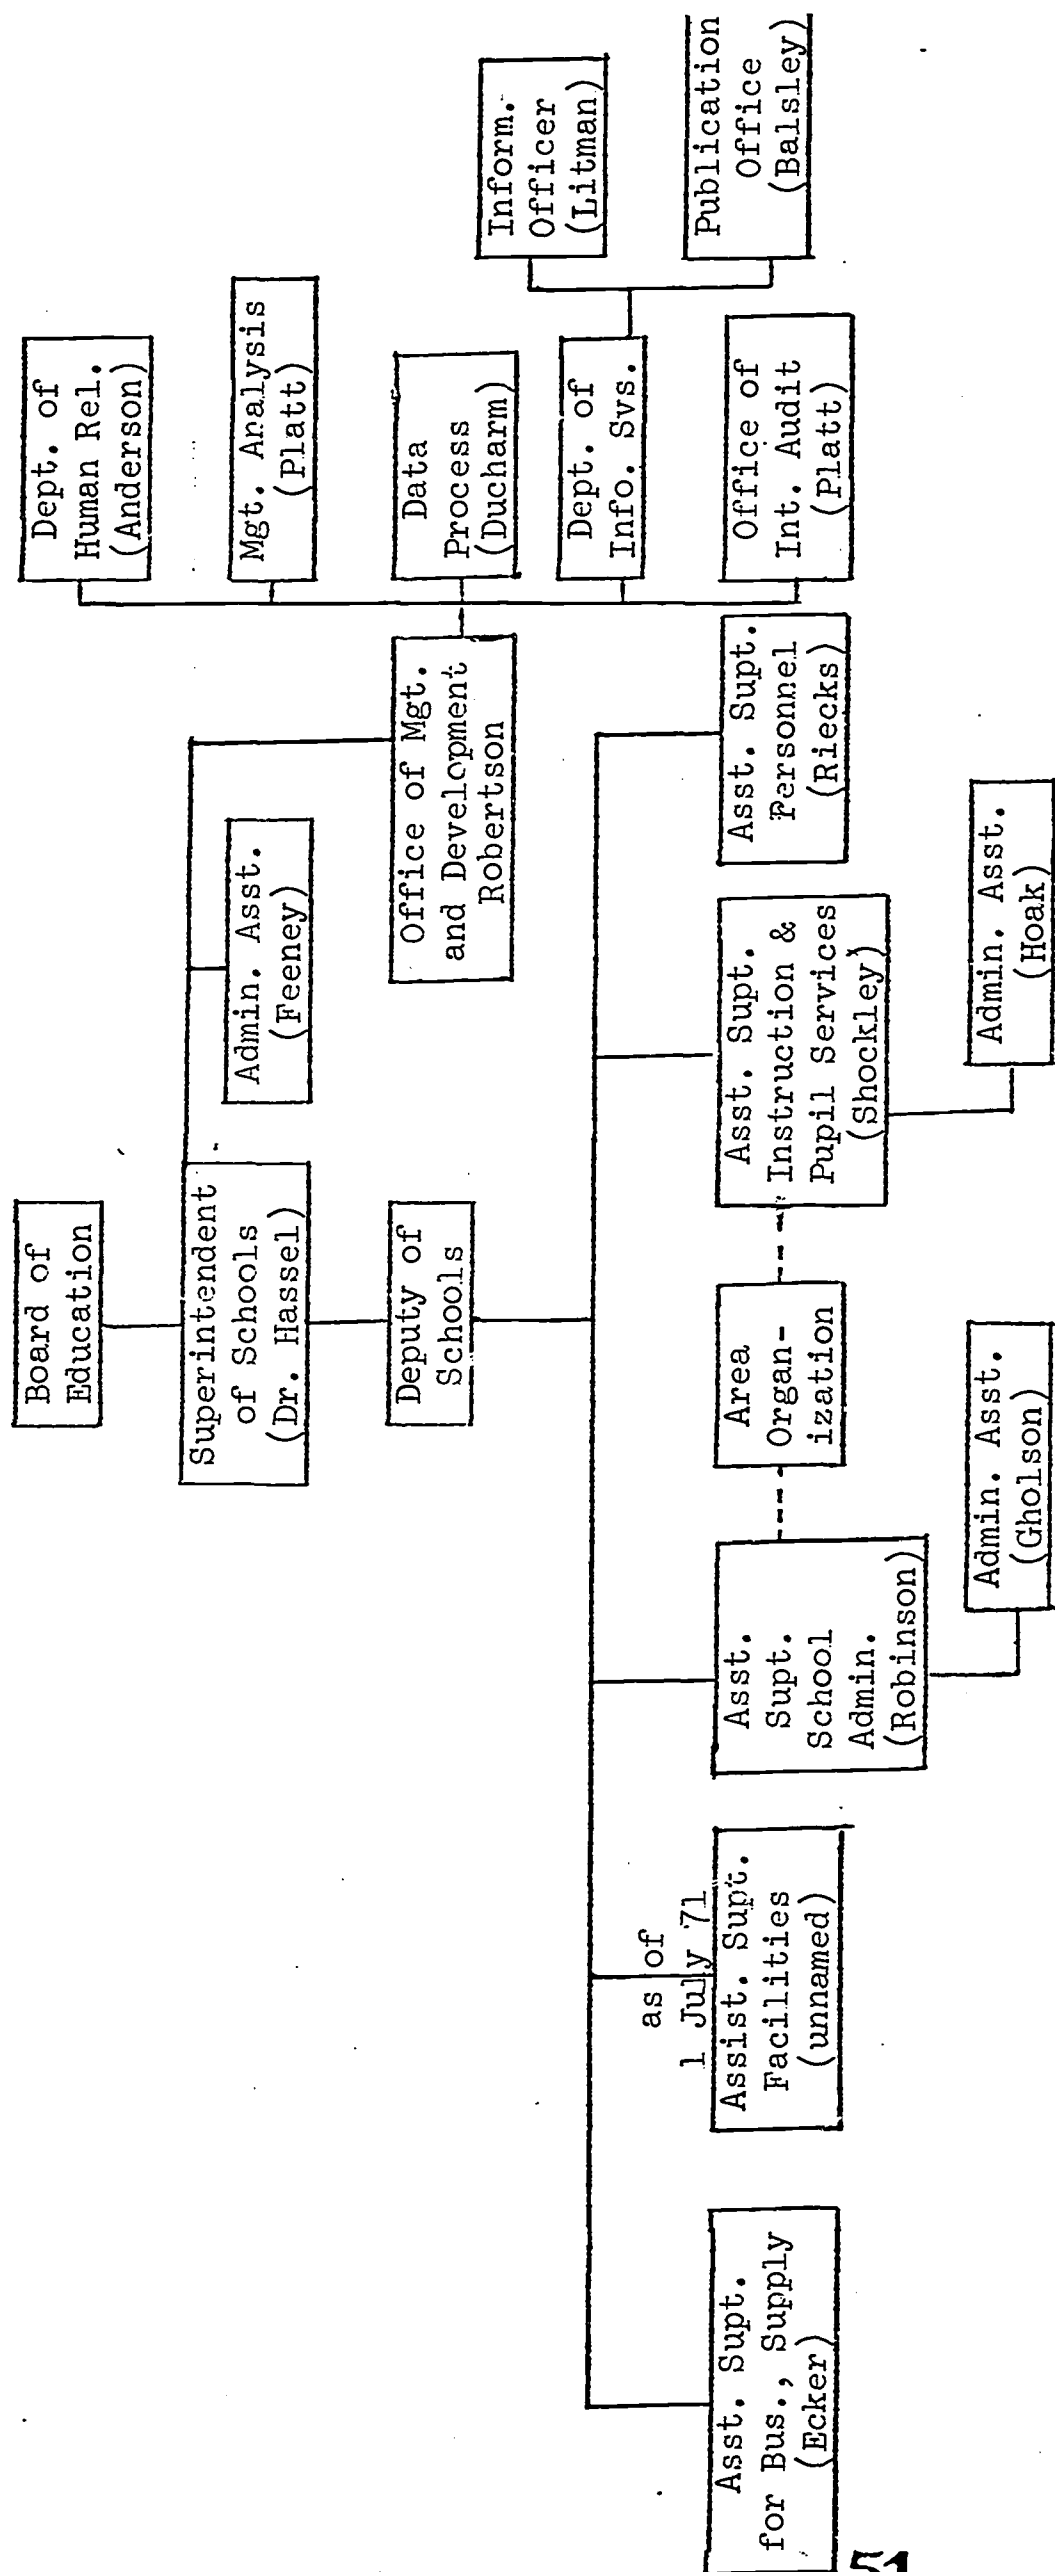 Board of
Education
Superintendent
of Schools
(Dr. Hassel)
Admin. Asst.
(Feeney)
Deputy of
Schools
Office of Mgt.
and Development
Robertson
Dept. of
Human Rel.
(Anderson)
Mgt. Analysis
(Platt)
Data
Process
(Ducharm)
Dept. of
Info. Svs.
Office of
Int. Audit
(Platt)
Inform.
Officer
(Litman)
Publication
Office
(Balsley)
Asst. Supt.
for Bus., Supply
(Ecker)
as of
1 July '71
Assist. Supt.
Facilities
(unnamed)
Asst.
Supt.
School
Admin.
(Robinson)
Admin. Asst.
(Gholson)
Area
Organ-
ization
Asst. Supt.
Instruction &
Pupil Services
(Shockley)
Admin. Asst.
(Hoak)
Asst. Supt.
Personnel
(Riecks)
51